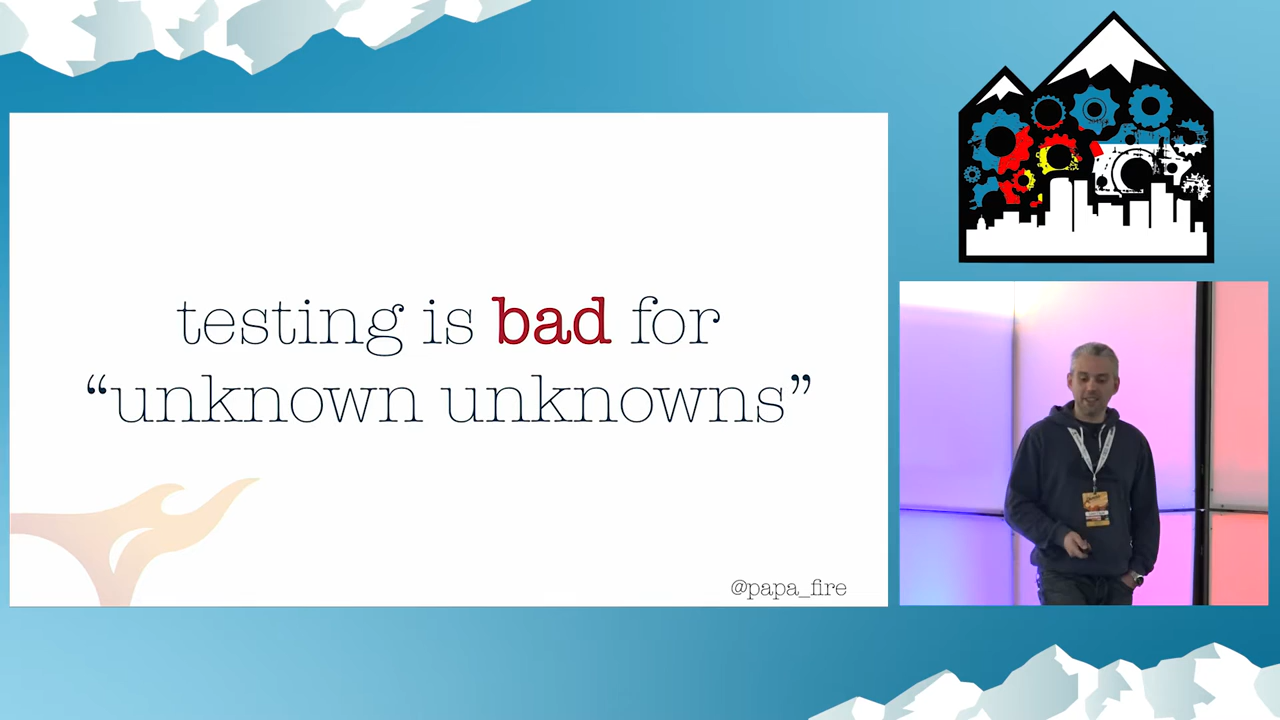 testing is bad for
“unknown unknowns”
@papa_fire